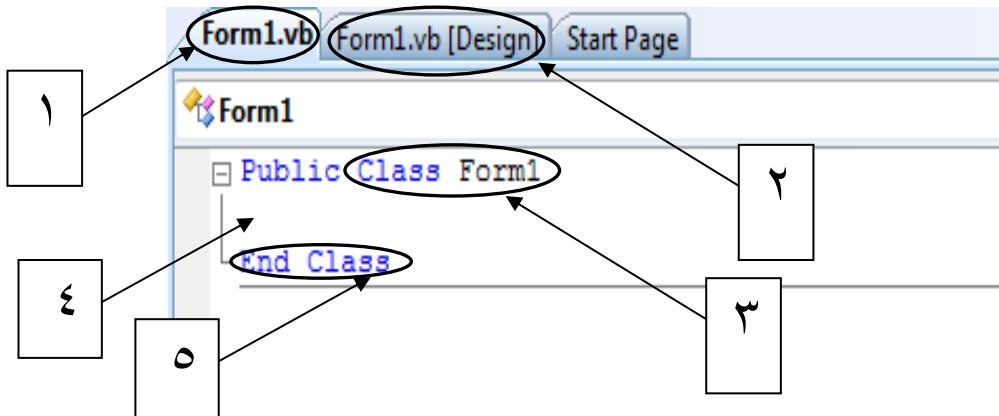 Form1.vb Form1.vb [Design] Start Page
١
Form1
Public Class Form1
٢
End Class
٤
٣
٥